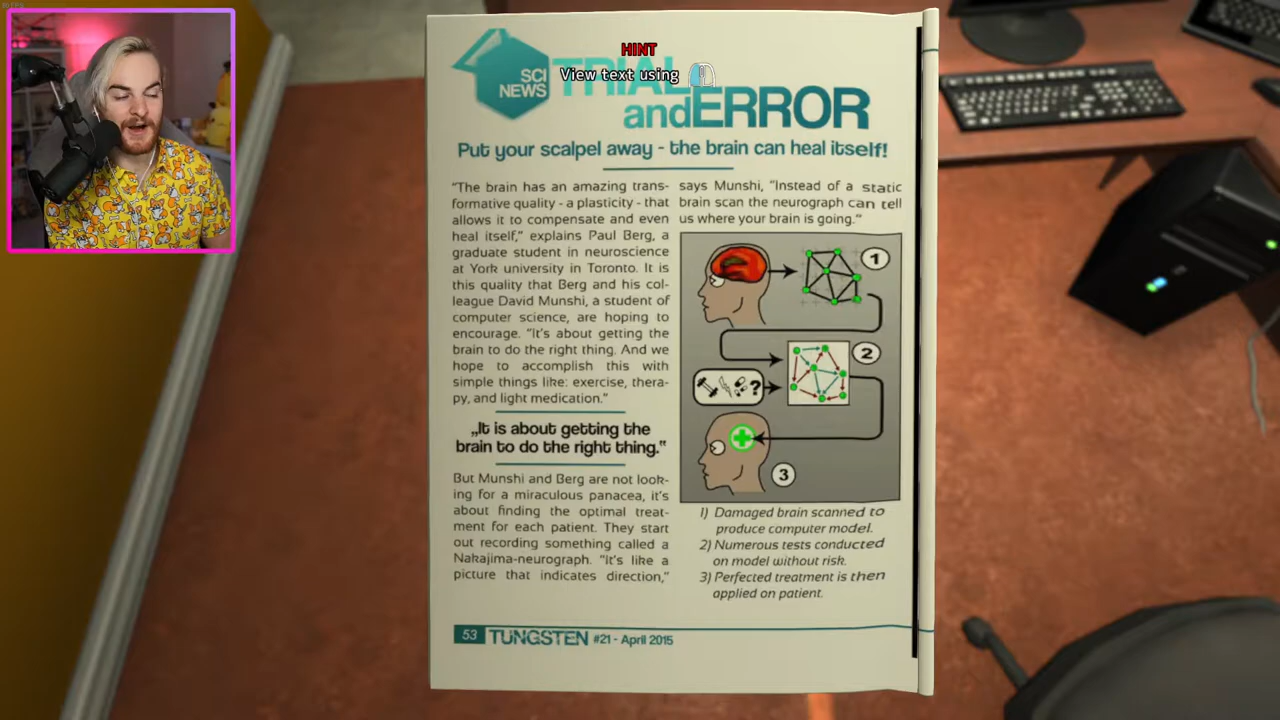 HINT
View text using
SCI
NEWS
TRIAL
andERROR
Put your scalpel away - the brain can heal itself!
"The brain has an amazing trans-
formative quality - a plasticity - that
allows it to compensate and even
heal itself," explains Paul Berg, a
graduate student in neuroscience
at York university in Toronto. It is
this quality that Berg and his col-
league David Munshi, a student of
computer science, are hoping to
encourage. "It's about getting the
brain to do the right thing. And we
hope to accomplish this with
simple things like: exercise, thera-
py, and light medication."
„It is about getting the
brain to do the right thing."
But Munshi and Berg are not look-
ing for a miraculous panacea, it's
about finding the optimal treat-
ment for each patient. They start
out recording something called a
Nakajima-neurograph. "It's like a
picture that indicates direction,"
says Munshi, "Instead of a static
brain scan the neurograph can tell
us where your brain is going."
1
2
?
3
1) Damaged brain scanned to
produce computer model.
2) Numerous tests conducted
on model without risk.
3) Perfected treatment is then
applied on patient.
53 TUNGSTEN #21 - April 2015